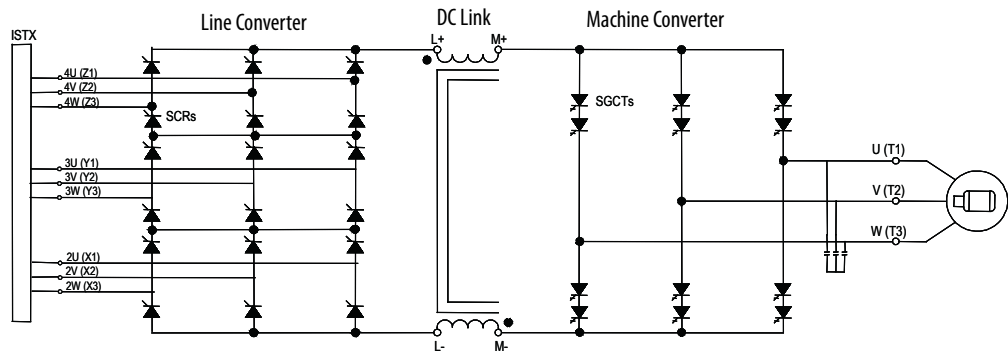 Line Converter
DC Link
Machine Converter
ISTX
L+
M+
4U (Z1)
4V (Z2)
4W (Z3)
SCRs
SGCTs
3U (Y1)
3V (Y2)
3W (Y3)
U (T1)
V (T2)
W (T3)
2U (X1)
2V (X2)
2W (X3)
L-
M-